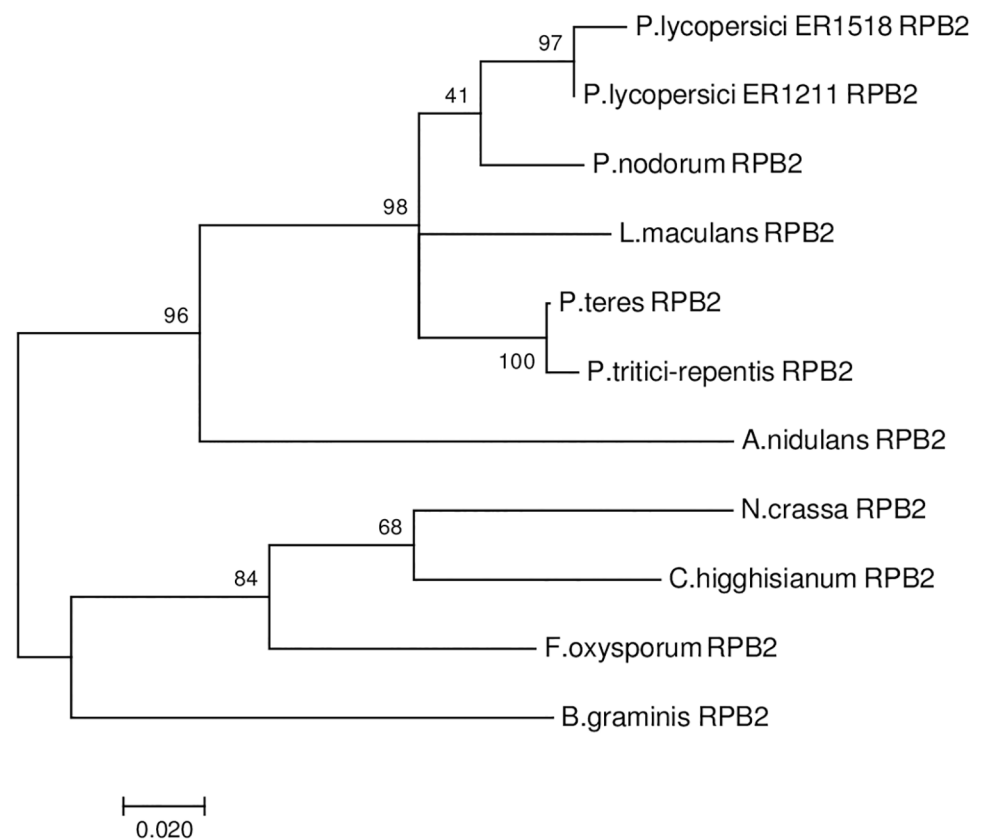 P.lycopersici ER1518 RPB2
97
P.lycopersici ER1211 RPB2
41
P.nodorum RPB2
98
L.maculans RPB2
P.teres RPB2
96
100
P.tritici-repentis RPB2
A.nidulans RPB2
N.crassa RPB2
68
C.higghisianum RPB2
84
F.oxysporum RPB2
B.graminis RPB2
0.020